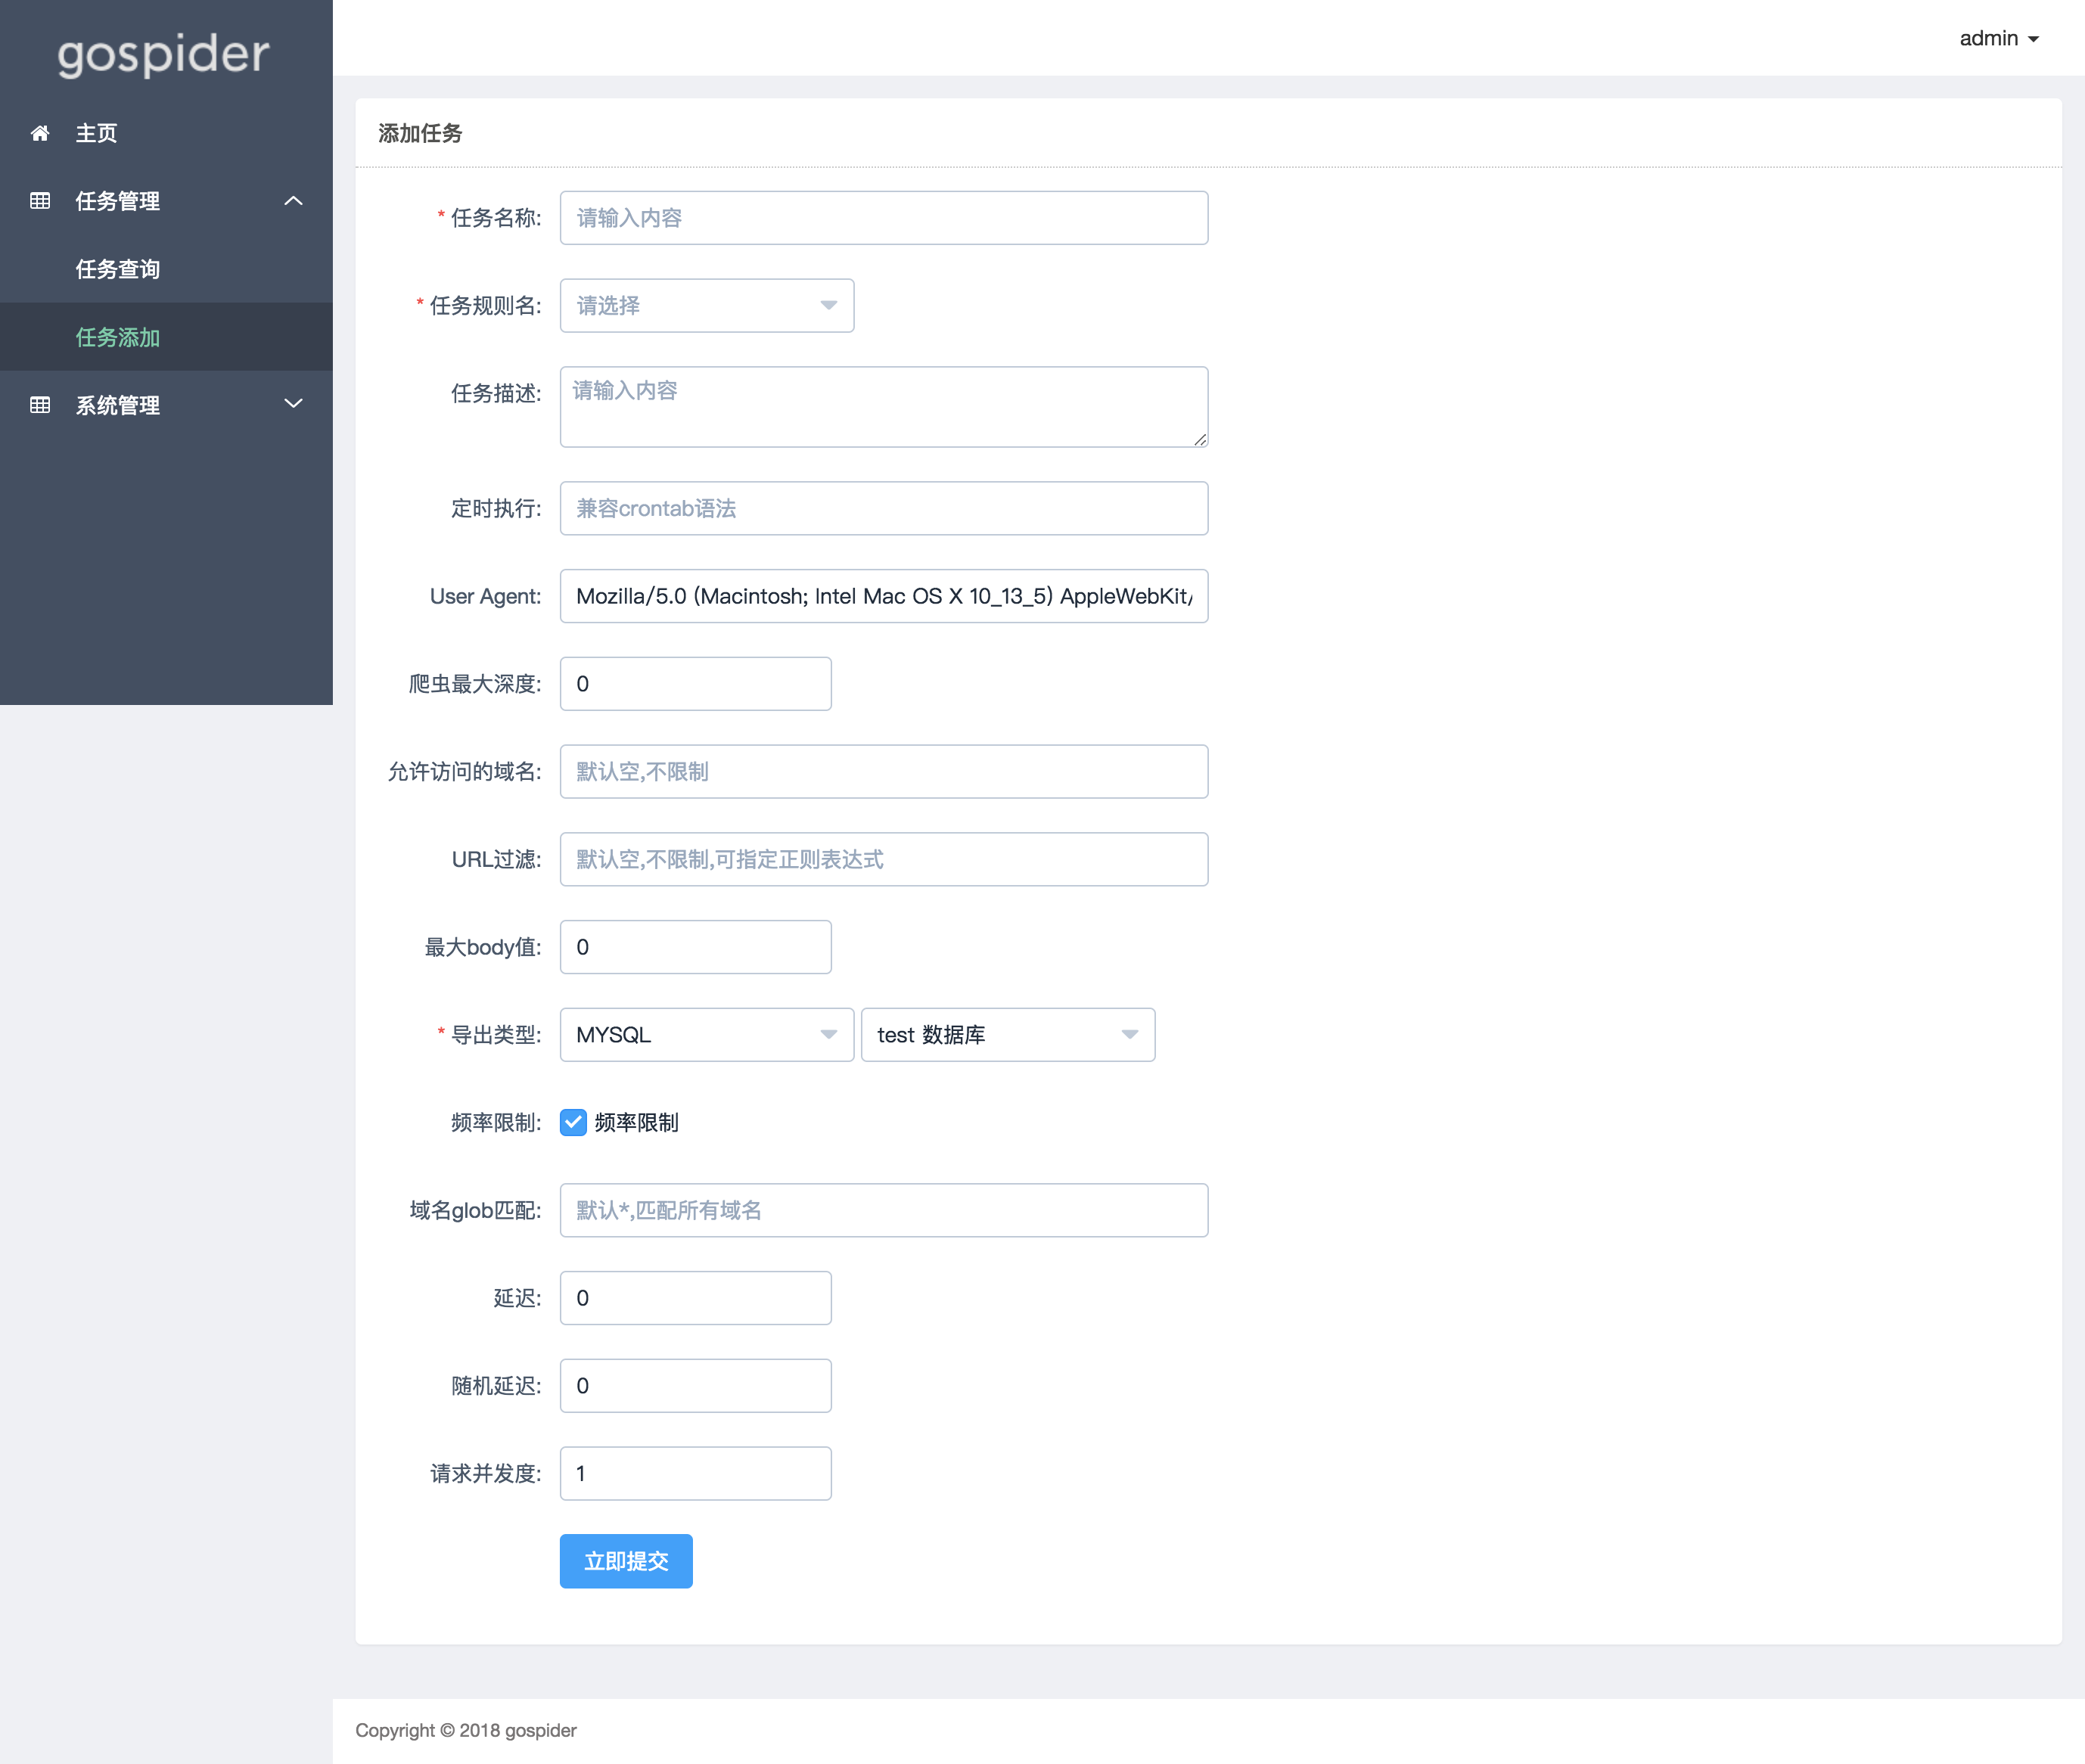 gospider
admin
主页
任务管理
任务查询
任务添加
系统管理
添加任务
* 任务名称: 请输入内容
* 任务规则名: 请选择
任务描述: 请输入内容
定时执行: 兼容crontab语法
User Agent: Mozilla/5.0 (Macintosh; Intel Mac OS X 10_13_5) AppleWebKit/
爬虫最大深度: 0
允许访问的域名: 默认空,不限制
URL过滤: 默认空,不限制,可指定正则表达式
最大body值: 0
* 导出类型: MYSQL test 数据库
频率限制: 频率限制
域名glob匹配: 默认*,匹配所有域名
延迟: 0
随机延迟: 0
请求并发度: 1
立即提交
Copyright © 2018 gospider